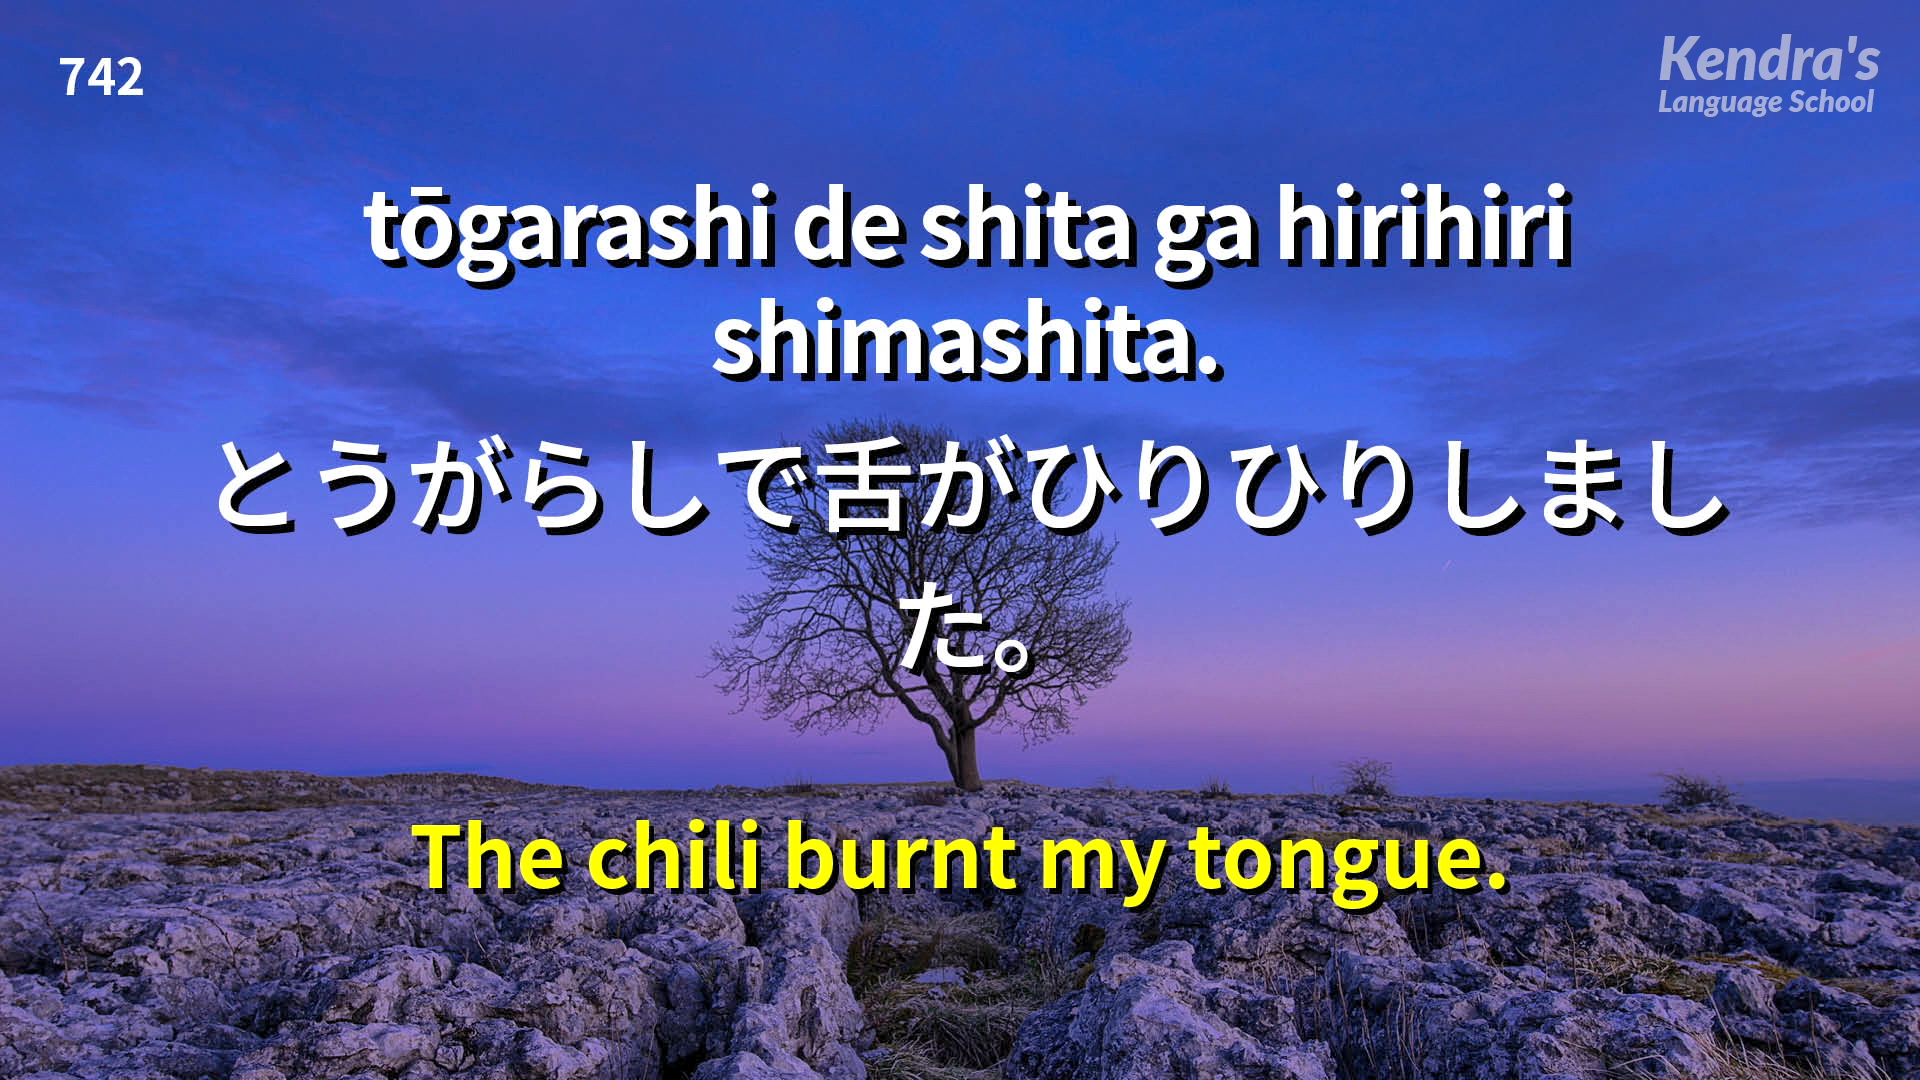 742
Kendra's
Language School
tōgarashi de shita ga hirihiri
shimashita.
とうがらしで舌がひりひりしまし
た。
The chili burnt my tongue.